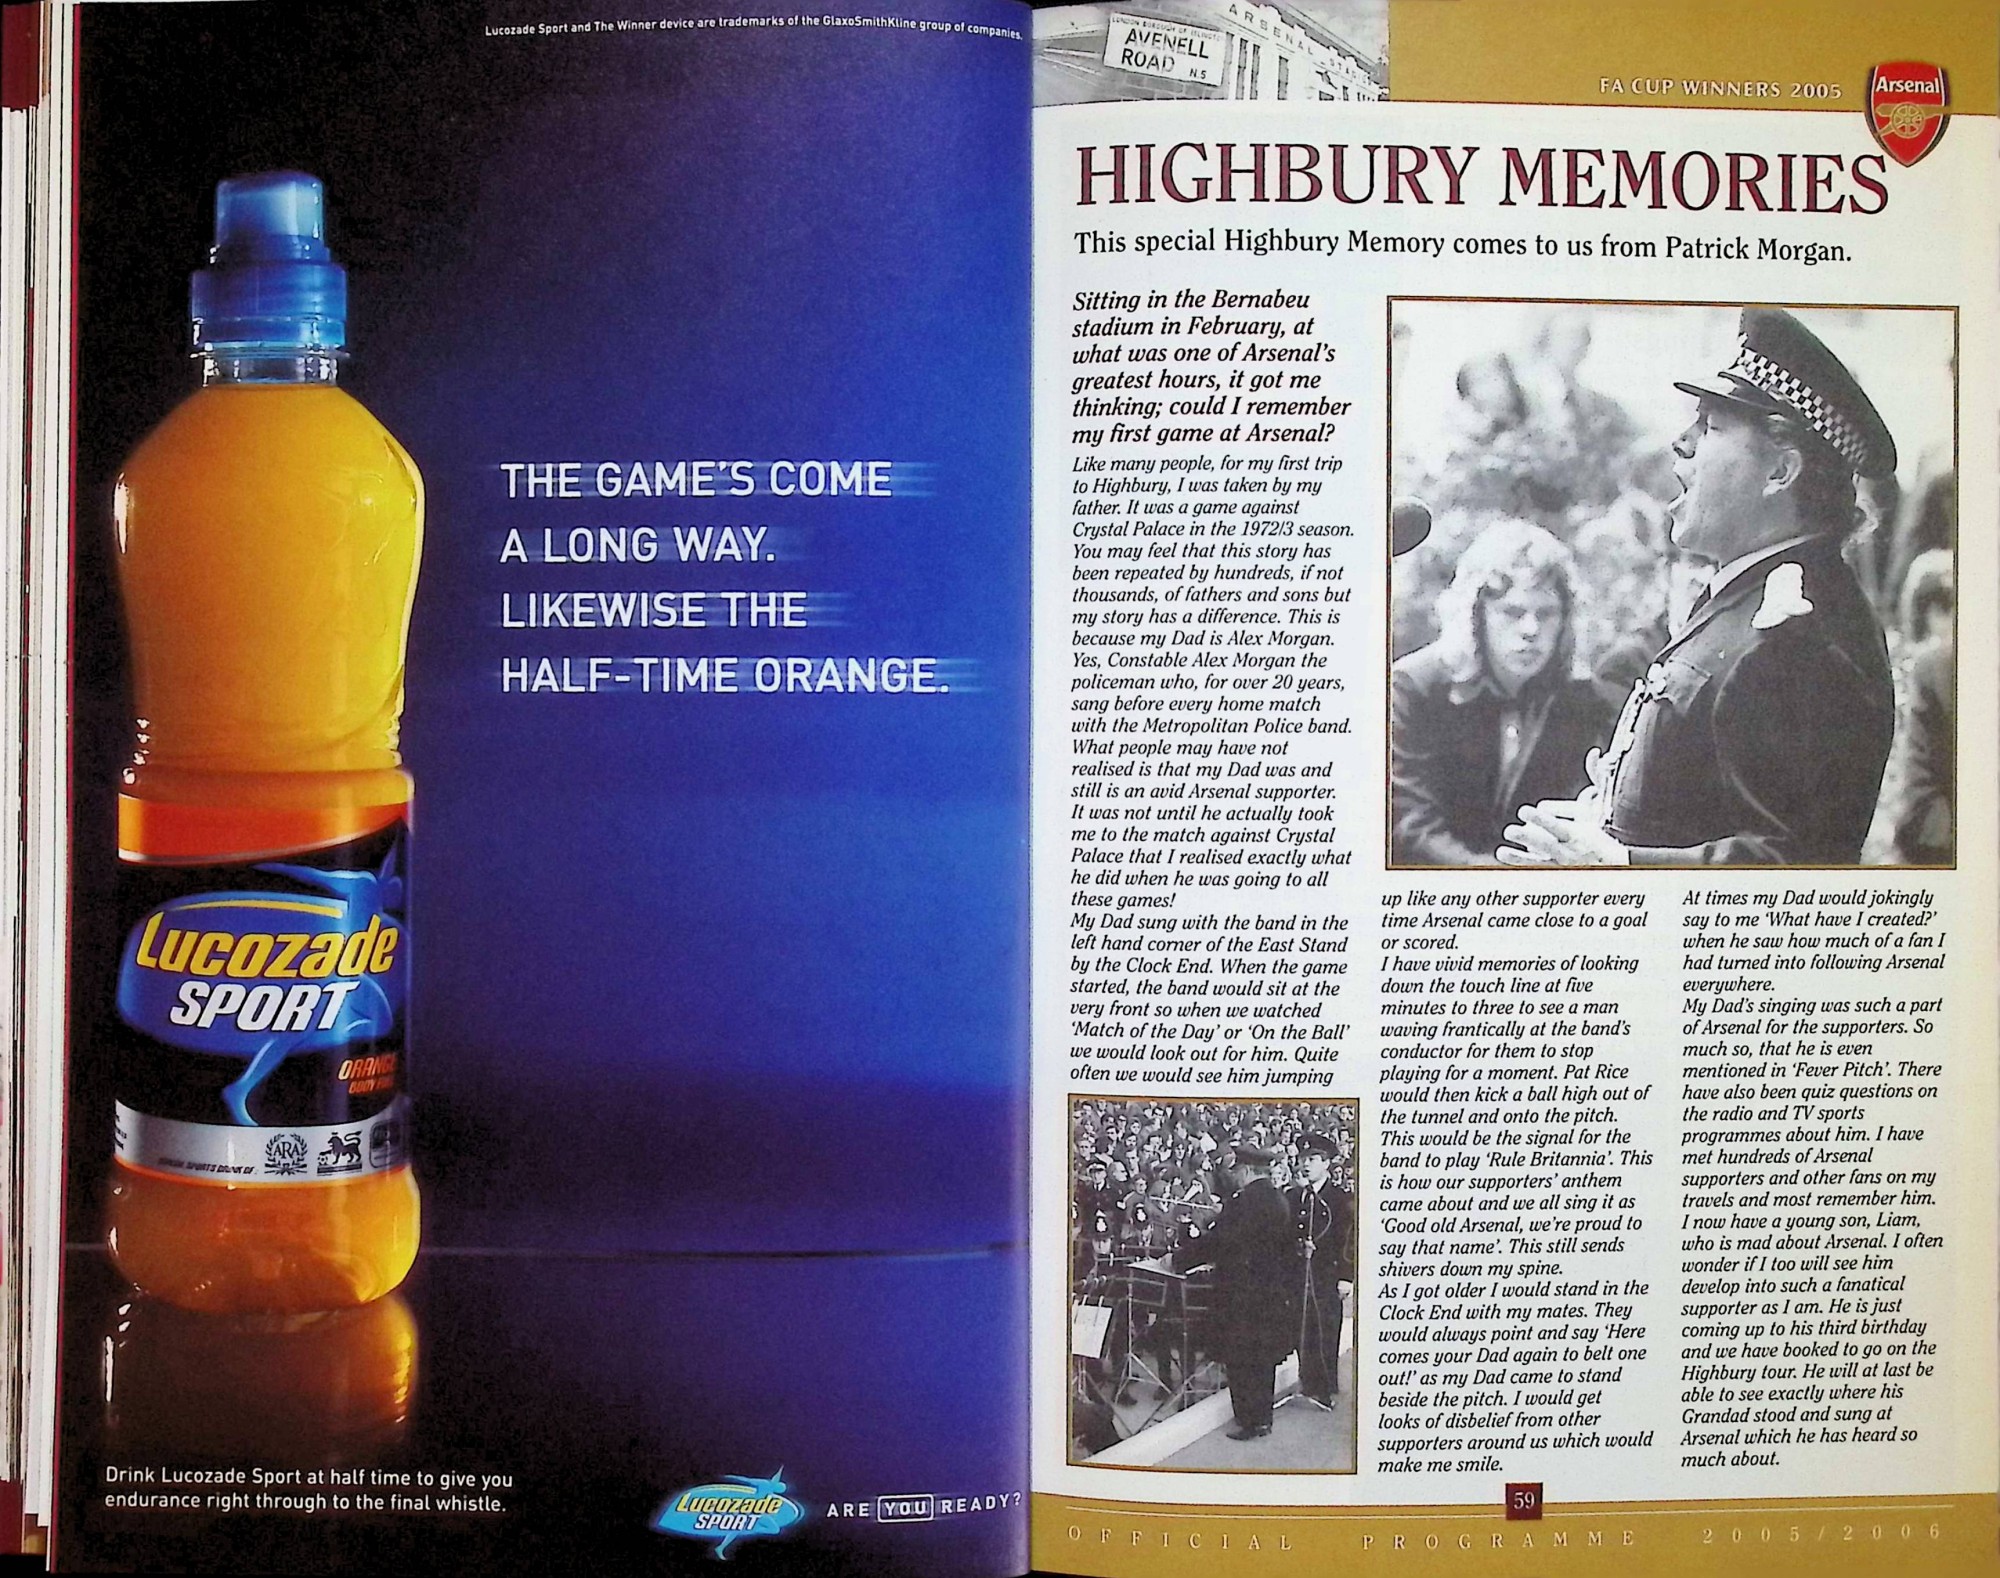 Lucozade Sport and The Winner device are trademarks of the GlaxoSmithKline group of companies.
THE GAME'S COME
A LONG WAY.
LIKEWISE THE
HALF-TIME ORANGE.
Lucozade
SPORT
ORANGE
ARA
Drink Lucozade Sport at half time to give you
endurance right through to the final whistle.
Lucozade
SPORT
ARE YOU READY?
AVENELL
ROAD N.5
ARSENAL STADIUM
FA CUP WINNERS 2005
Arsenal
HIGHBURY MEMORIES
This special Highbury Memory comes to us from Patrick Morgan.
Sitting in the Bernabeu
stadium in February, at
what was one of Arsenal's
greatest hours, it got me
thinking; could I remember
my first game at Arsenal?
Like many people, for my first trip
to Highbury, I was taken by my
father. It was a game against
Crystal Palace in the 1972/3 season.
You may feel that this story has
been repeated by hundreds, if not
thousands, of fathers and sons but
my story has a difference. This is
because my Dad is Alex Morgan.
Yes, Constable Alex Morgan the
policeman who, for over 20 years,
sang before every home match
with the Metropolitan Police band.
What people may have not
realised is that my Dad was and
still is an avid Arsenal supporter.
It was not until he actually took
me to the match against Crystal
Palace that I realised exactly what
he did when he was going to all
these games!
My Dad sung with the band in the
left hand corner of the East Stand
by the Clock End. When the game
started, the band would sit at the
very front so when we watched
'Match of the Day' or 'On the Ball'
we would look out for him. Quite
often we would see him jumping
up like any other supporter every
time Arsenal came close to a goal
or scored.
I have vivid memories of looking
down the touch line at five
minutes to three to see a man
waving frantically at the band's
conductor for them to stop
playing for a moment. Pat Rice
would then kick a ball high out of
the tunnel and onto the pitch.
This would be the signal for the
band to play 'Rule Britannia'. This
is how our supporters' anthem
came about and we all sing it as
'Good old Arsenal, we're proud to
say that name'. This still sends
shivers down my spine.
As I got older I would stand in the
Clock End with my mates. They
would always point and say 'Here
comes your Dad again to belt one
out!' as my Dad came to stand
beside the pitch. I would get
looks of disbelief from other
supporters around us which would
make me smile.
At times my Dad would jokingly
say to me 'What have I created?'
when he saw how much of a fan I
had turned into following Arsenal
everywhere.
My Dad's singing was such a part
of Arsenal for the supporters. So
much so, that he is even
mentioned in 'Fever Pitch'. There
have also been quiz questions on
the radio and TV sports
programmes about him. I have
met hundreds of Arsenal
supporters and other fans on my
travels and most remember him.
I now have a young son, Liam,
who is mad about Arsenal. I often
wonder if I too will see him
develop into such a fanatical
supporter as I am. He is just
coming up to his third birthday
and we have booked to go on the
Highbury tour. He will at last be
able to see exactly where his
Grandad stood and sung at
Arsenal which he has heard so
much about.
59
OFFICIAL PROGRAMME 2005/2006